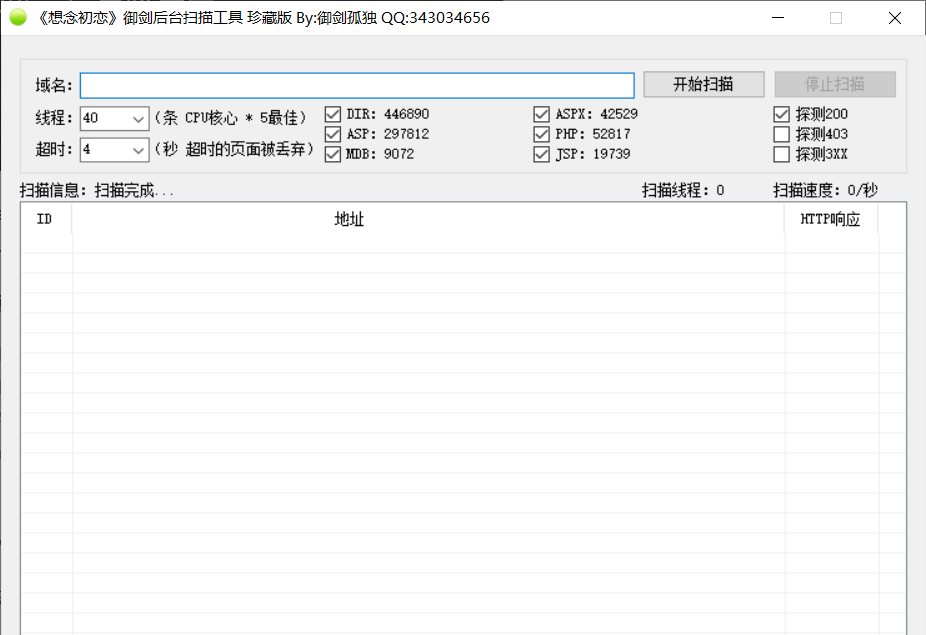 《想念初恋》御剑后台扫描工具 珍藏版 By:御剑孤独 QQ:343034656
域名: 开始扫描 停止扫描
线程: 40 (条 CPU核心 * 5最佳) DIR: 446890 ASPX: 42529 探测200
ASP: 297812 PHP: 52817 探测403
超时: 4 (秒 超时的页面被丢弃) MDB: 9072 JSP: 19739 探测3XX
扫描信息: 扫描完成... 扫描线程: 0 扫描速度: 0/秒
ID 地址 HTTP响应